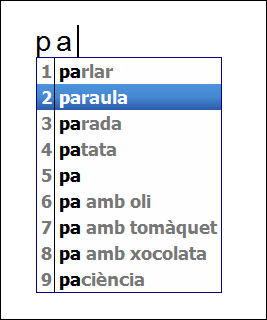 pa
1 parlar
2 paraula
3 parada
4 patata
5 pa
6 pa amb oli
7 pa amb tomàquet
8 pa amb xocolata
9 paciència